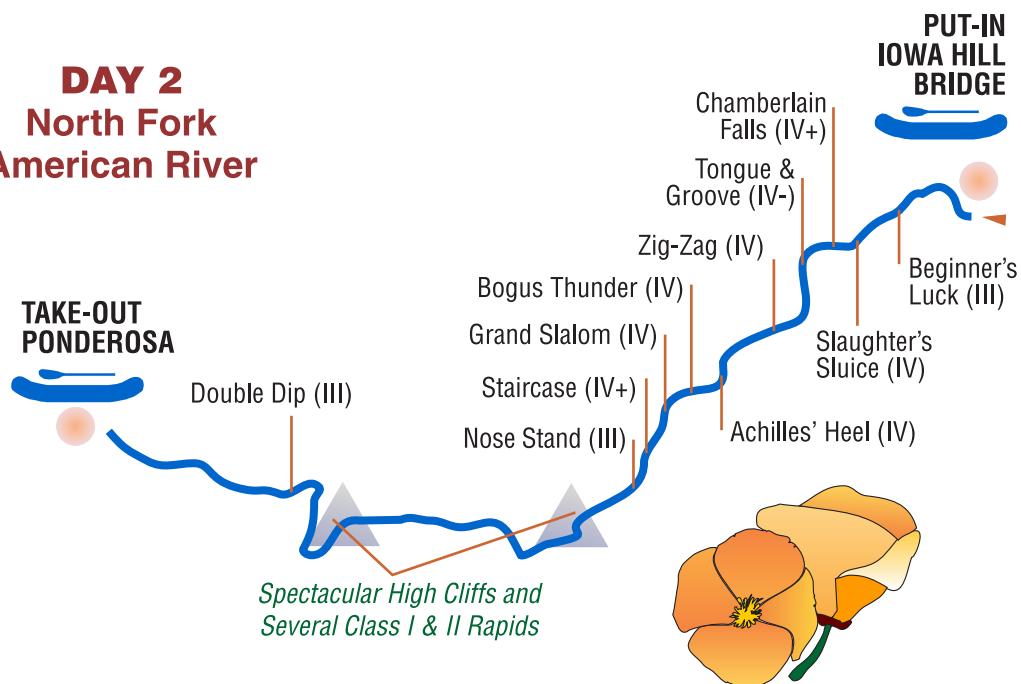 DAY 2
North Fork
American River
PUT-IN
IOWA HILL
BRIDGE
Chamberlain
Falls (IV+)
Tongue &
Groove (IV-)
Zig-Zag (IV)
Beginner's
Luck (III)
Bogus Thunder (IV)
Slaughter's
Sluice (IV)
Grand Slalom (IV)
Staircase (IV+)
Achilles' Heel (IV)
Nose Stand (III)
TAKE-OUT
PONDEROSA
Double Dip (III)
Spectacular High Cliffs and
Several Class I & II Rapids